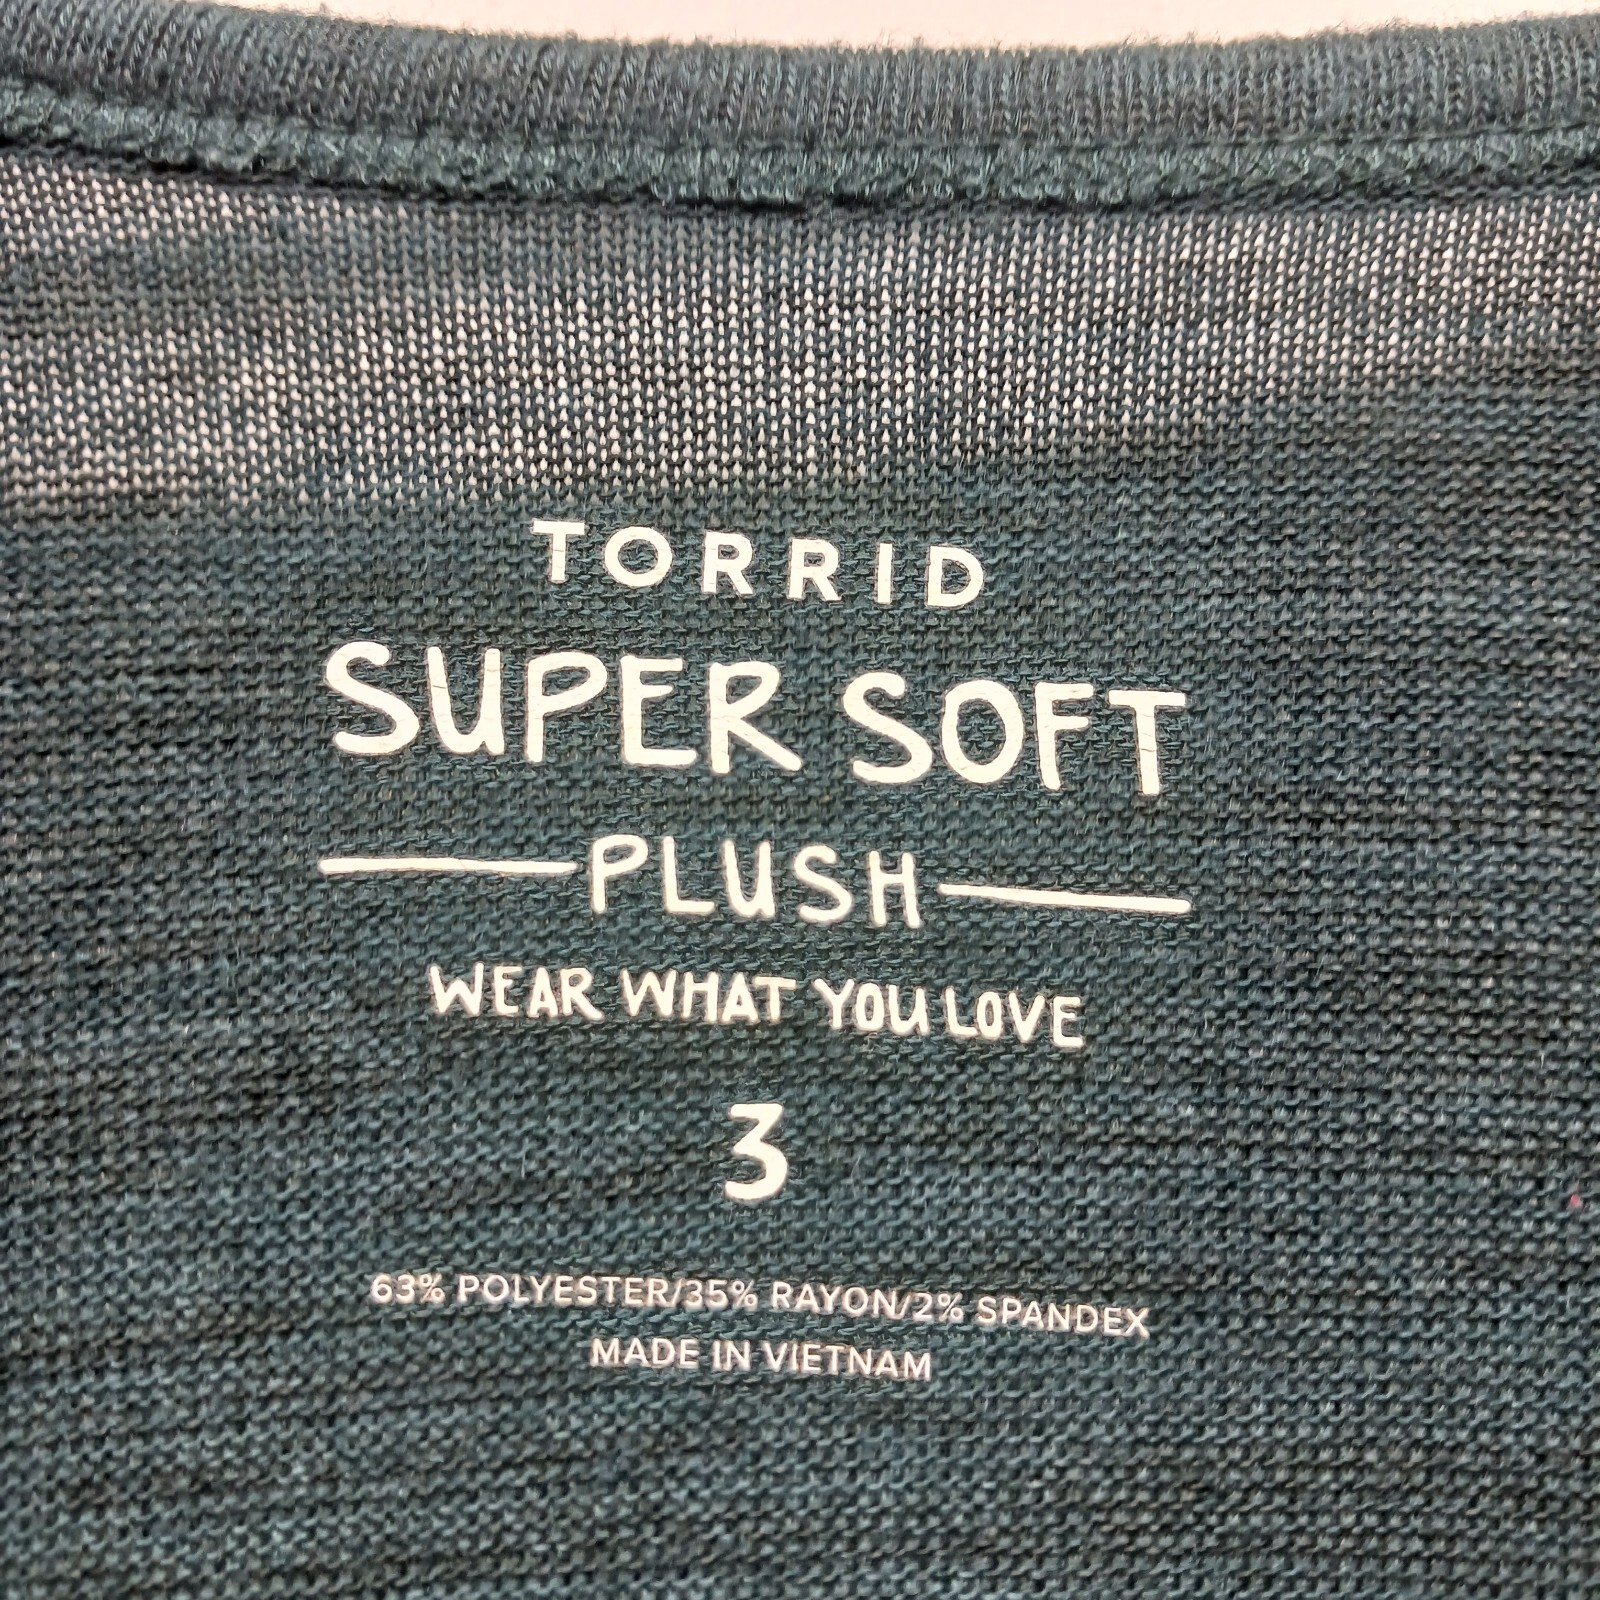 TORRID
SUPER SOFT
PLUSH
WEAR WHAT YOU LOVE
3
63% POLYESTER/35% RAYON/2% SPANDEX
MADE IN VIETNAM